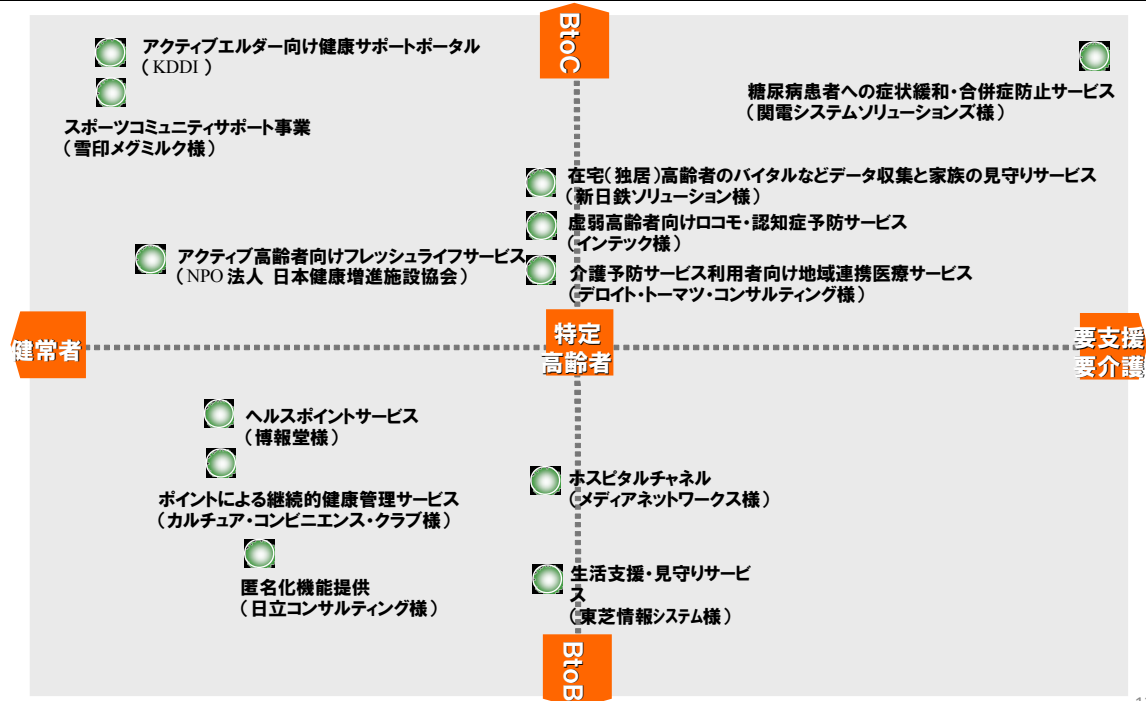 BtoC
アクティブエルダー向け健康サポートポータル
（KDDI）
スポーツコミュニティサポート事業
（雪印メグミルク様）
糖尿病患者への症状緩和・合併症防止サービス
（関電システムソリューションズ様）
在宅（独居）高齢者のバイタルなどデータ収集と家族の見守りサービス
（新日鉄ソリューション様）
虚弱高齢者向けロコモ・認知症予防サービス
（インテック様）
アクティブ高齢者向けフレッシュライフサービス
（NPO法人 日本健康増進施設協会）
介護予防サービス利用者向け地域連携医療サービス
（デロイト・トーマツ・コンサルティング様）
健常者
特定
高齢者
要支援
要介護
ヘルスポイントサービス
（博報堂様）
ポイントによる継続的健康管理サービス
（カルチュア・コンビニエンス・クラブ様）
匿名化機能提供
（日立コンサルティング様）
ホスピタルチャネル
（メディアネットワークス様）
生活支援・見守りサービ
ス
（東芝情報システム様）
BtoB